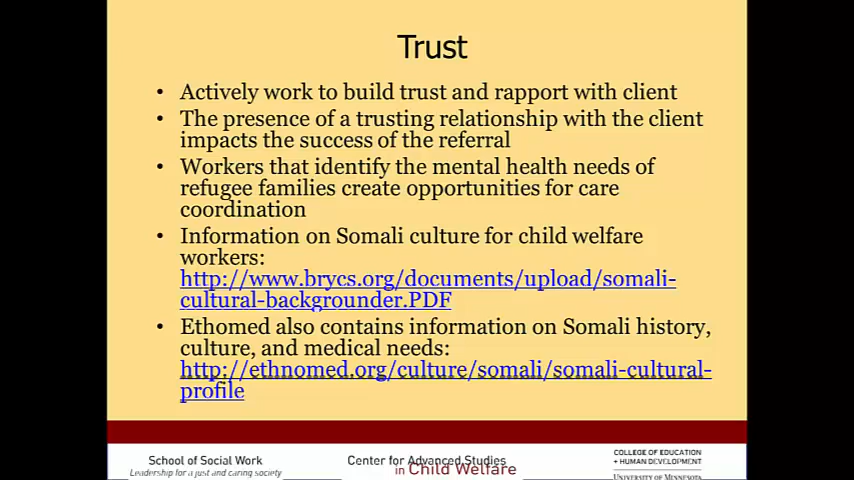 Trust
• Actively work to build trust and rapport with client
• The presence of a trusting relationship with the client
impacts the success of the referral
• Workers that identify the mental health needs of
refugee families create opportunities for care
coordination
• Information on Somali culture for child welfare
workers:
http://www.brycs.org/documents/upload/somali-
cultural-backgrounder.PDF
• Ethomed also contains information on Somali history,
culture, and medical needs:
http://ethnomed.org/culture/somali/somali-cultural-
profile
School of Social Work
Leadership for a just and caring society
Center for Advanced Studies
in Child Welfare
COLLEGE OF EDUCATION
+ HUMAN DEVELOPMENT
UNIVERSITY OF MINNESOTA